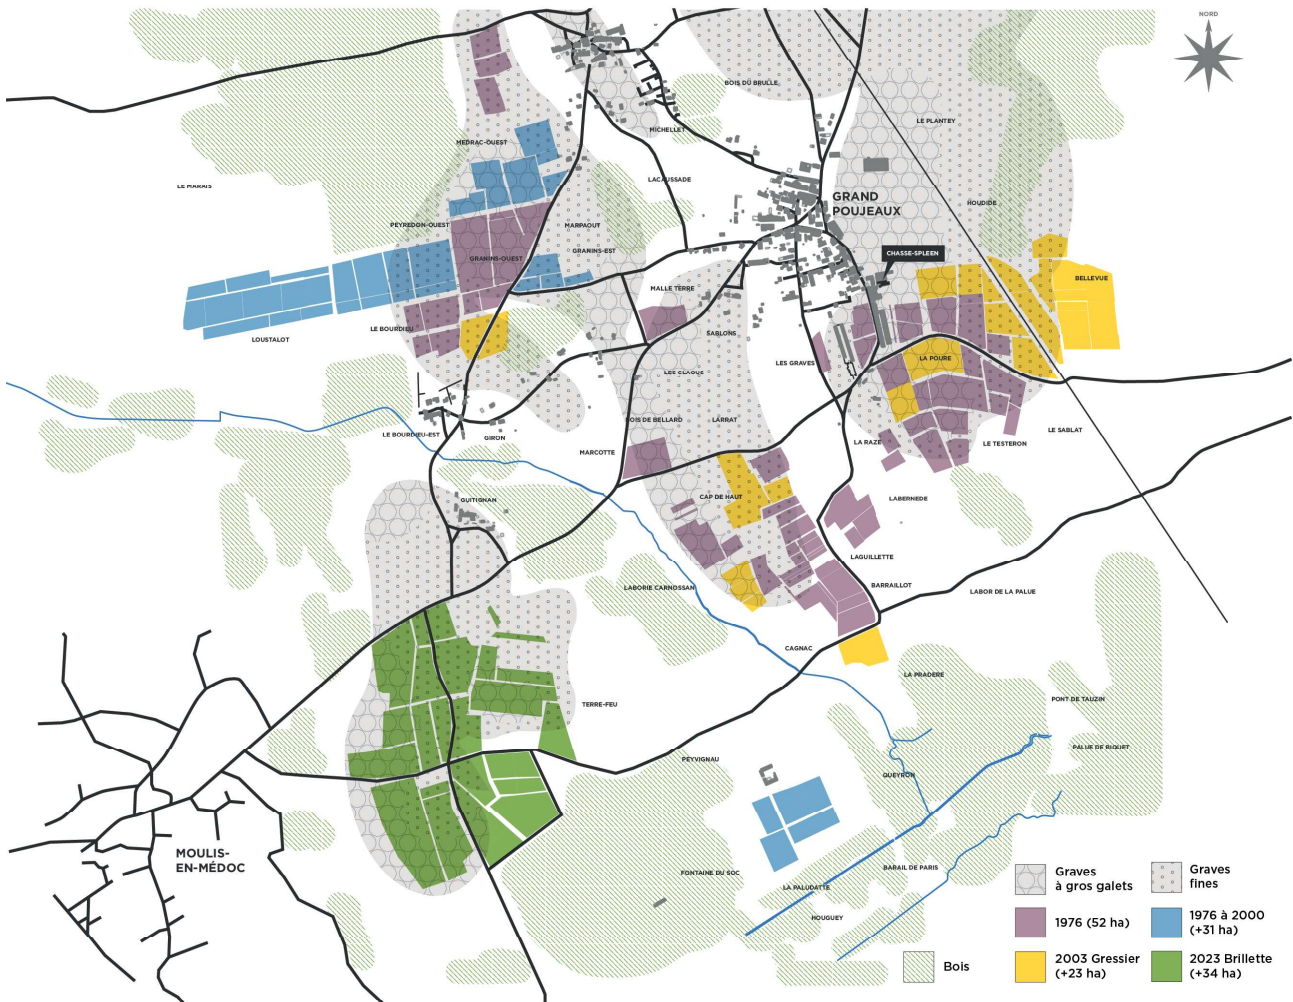 NORD
BOIS DU BRULLE
LE PLANTEY
MICHELLET
MEDRAC-OUEST
LACAUSSADE
LE MARAIS
GRAND
POUJEAUX
HOUDIDE
PEYREDON-OUEST
MARPAOUT
GRANINS-EST
GRANINS-OUEST
CHASSE-SPLEEN
BELLEVUE
MALLE TERRE
LE BOURDIEU
SABLONS
LOUSTALOT
LA POURE
LES GRAVES
BOIS DE BELLARD
LARRAT
LE BOURDIEU-EST
GIRON
LE SABLAT
LA RAZE
LE TESTERON
MARCOTTE
GUITIGNAN
CAP DE HAUT
LABERNEDE
LAGUILLETTE
LABORIE CARNOSSAN
BARRAILLOT
LABOR DE LA PALUE
CAGNAC
LA PRADERE
TERRE-FEU
PONT DE TAUZIN
PALUE DE BIQUET
PEYVIGNAU
QUEYRON
MOULIS-
EN-MÉDOC
FONTAINE DU SOC
BARAIL DE PARIS
LA PALUDATTE
HOUGUEY
Graves
à gros galets
Graves
fines
1976 (52 ha)
1976 à 2000
(+31 ha)
Bois
2003 Gressier
(+23 ha)
2023 Brillette
(+34 ha)